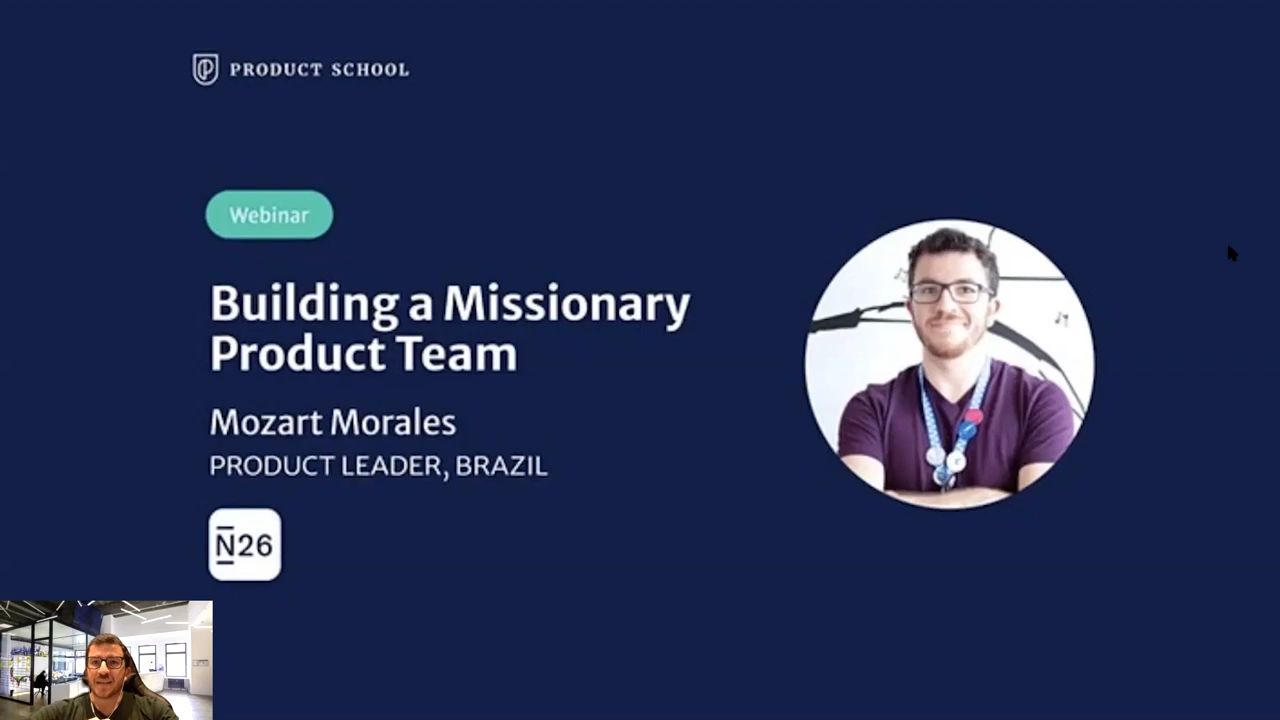 PRODUCT SCHOOL
Webinar
Building a Missionary
Product Team
Mozart Morales
PRODUCT LEADER, BRAZIL
N26